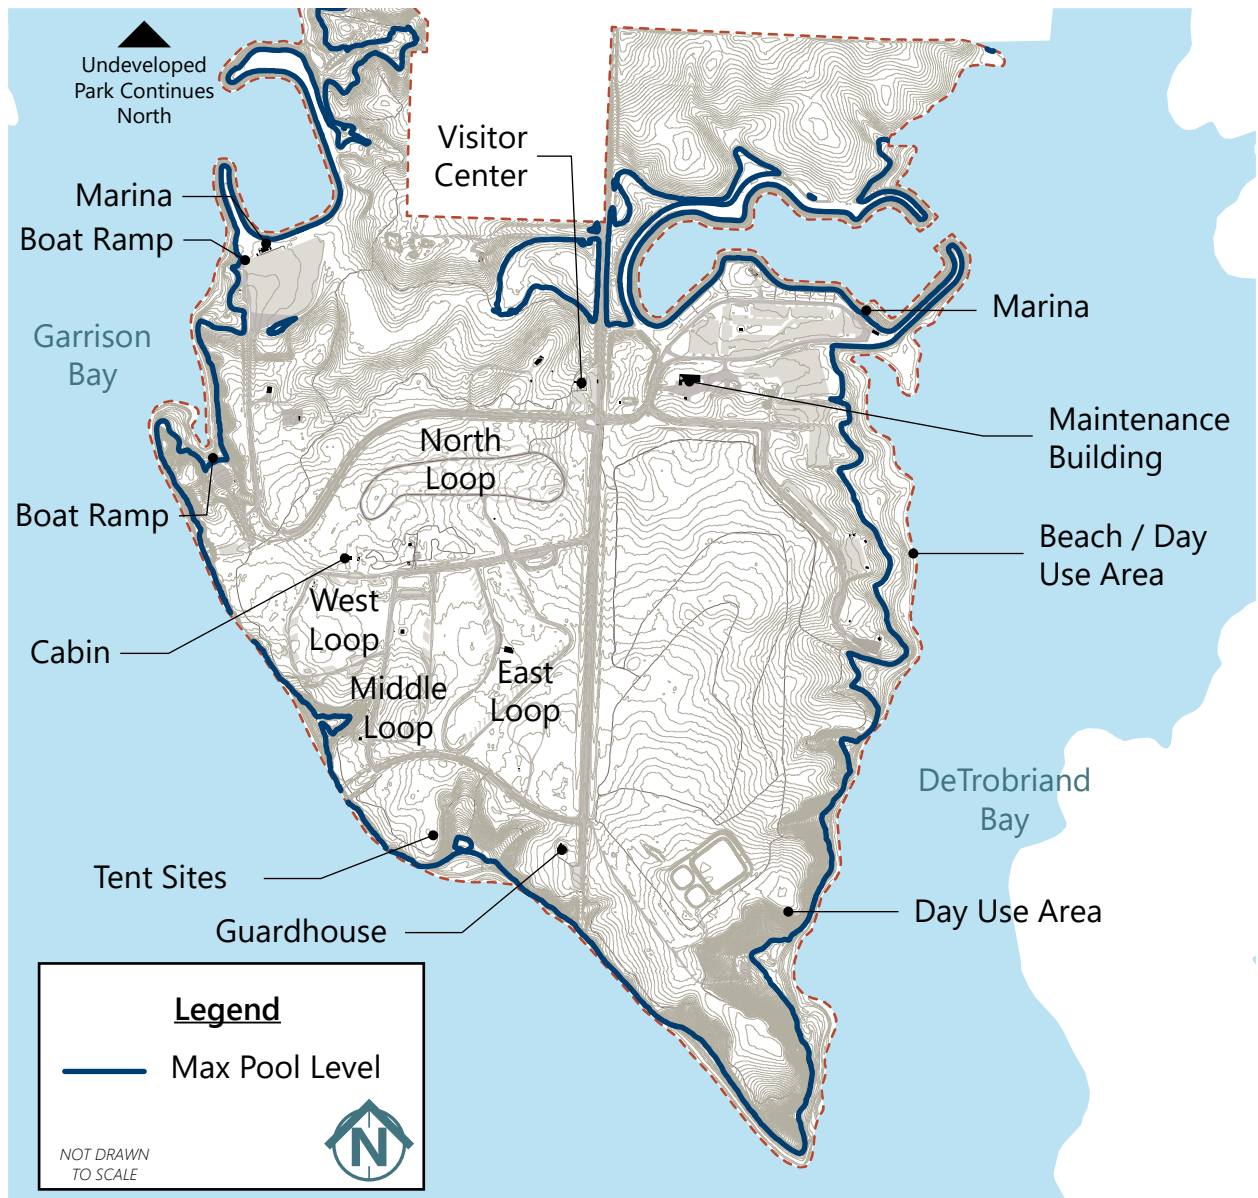 Undeveloped
Park Continues
North
Visitor
Center
Marina
Boat Ramp
Garrison
Bay
Marina
Maintenance
Building
North
Loop
Boat Ramp
Beach / Day
Use Area
West
Loop
Cabin
East
Loop
Middle
Loop
DeTrobriand
Bay
Tent Sites
Guardhouse
Day Use Area
Legend
Max Pool Level
NOT DRAWN
TO SCALE
N